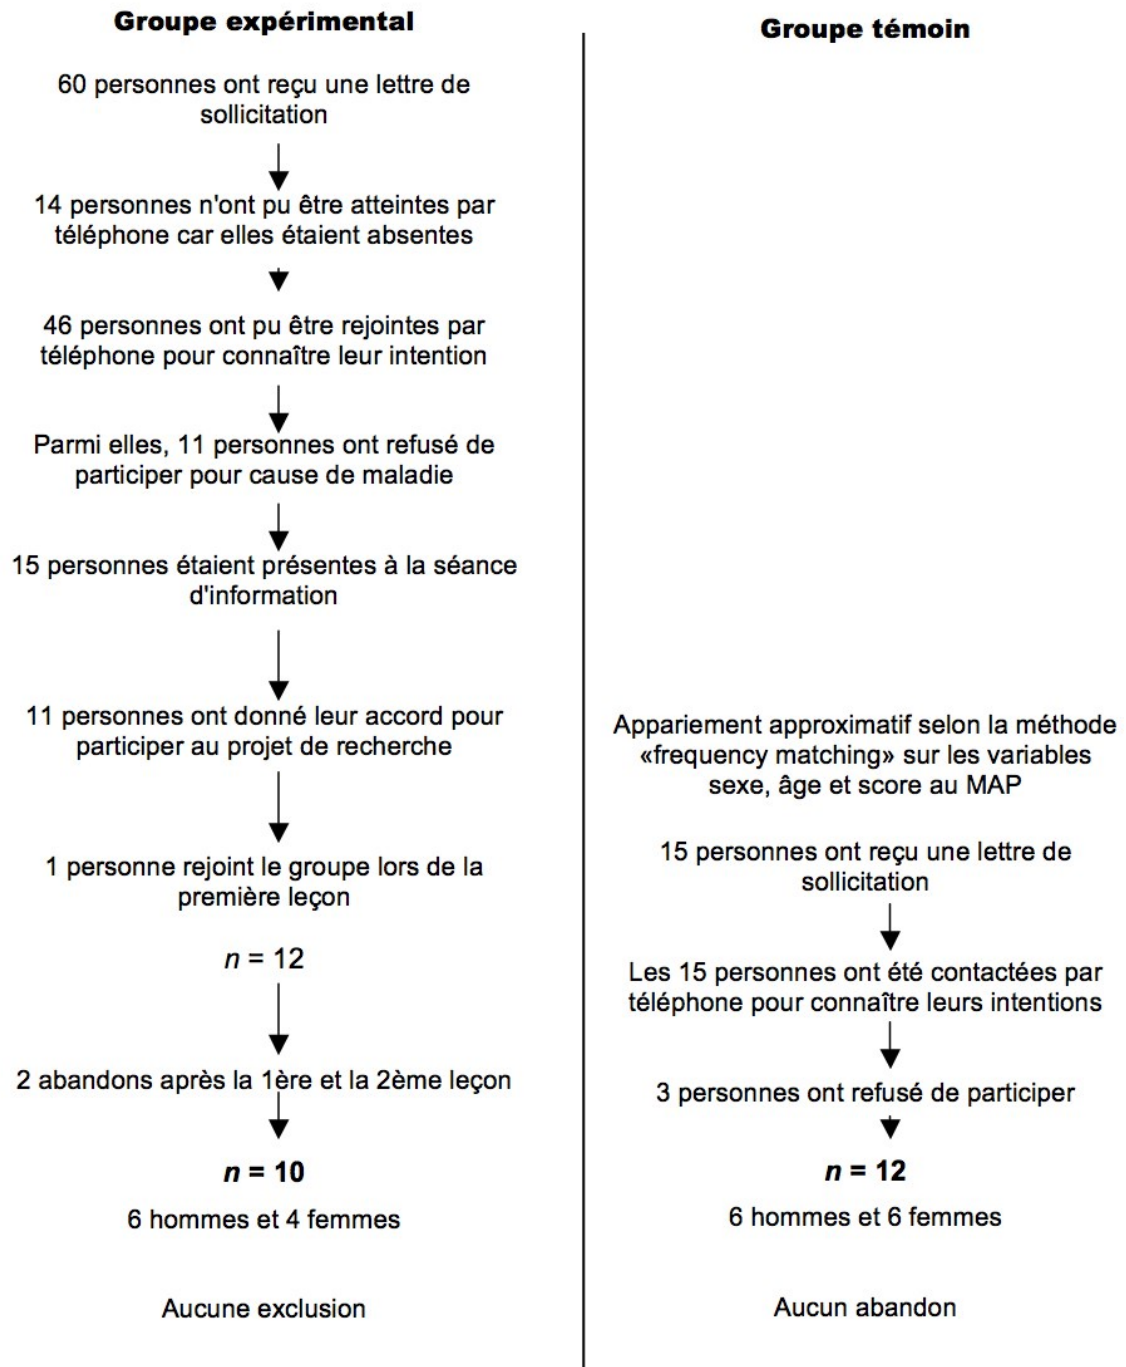 Groupe expérimental
60 personnes ont reçu une lettre de
sollicitation
14 personnes n'ont pu être atteintes par
téléphone car elles étaient absentes
46 personnes ont pu être rejointes par
téléphone pour connaître leur intention
Parmi elles, 11 personnes ont refusé de
participer pour cause de maladie
15 personnes étaient présentes à la séance
d'information
11 personnes ont donné leur accord pour
participer au projet de recherche
1 personne rejoint le groupe lors de la
première leçon
n = 12
2 abandons après la 1ère et la 2ème leçon
n = 10
6 hommes et 4 femmes
Aucune exclusion
Groupe témoin
Appariement approximatif selon la méthode
«frequency matching» sur les variables
sexe, âge et score au MAP
15 personnes ont reçu une lettre de
sollicitation
Les 15 personnes ont été contactées par
téléphone pour connaître leurs intentions
3 personnes ont refusé de participer
n = 12
6 hommes et 6 femmes
Aucun abandon